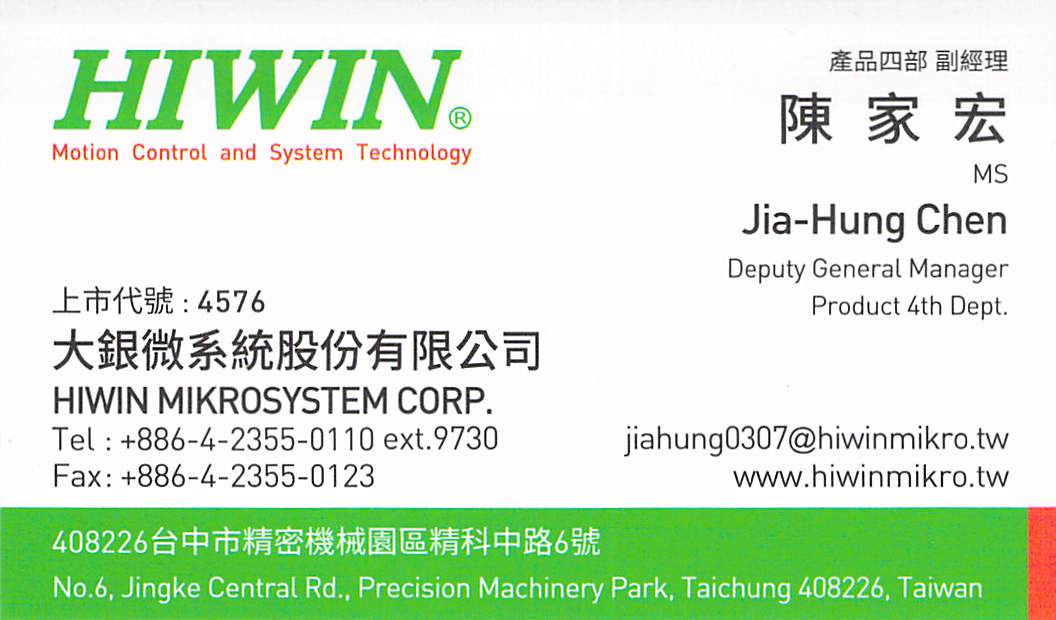 HIWIN®
Motion Control and System Technology
產品四部 副經理
陳家宏
MS
Jia-Hung Chen
Deputy General Manager
Product 4th Dept.
上市代號 : 4576
大銀微系統股份有限公司
HIWIN MIKROSYSTEM CORP.
Tel : +886-4-2355-0110 ext.9730
Fax: +886-4-2355-0123
jiahung0307@hiwinmikro.tw
www.hiwinmikro.tw
408226台中市精密機械園區精科中路6號
No.6, Jingke Central Rd., Precision Machinery Park, Taichung 408226, Taiwan